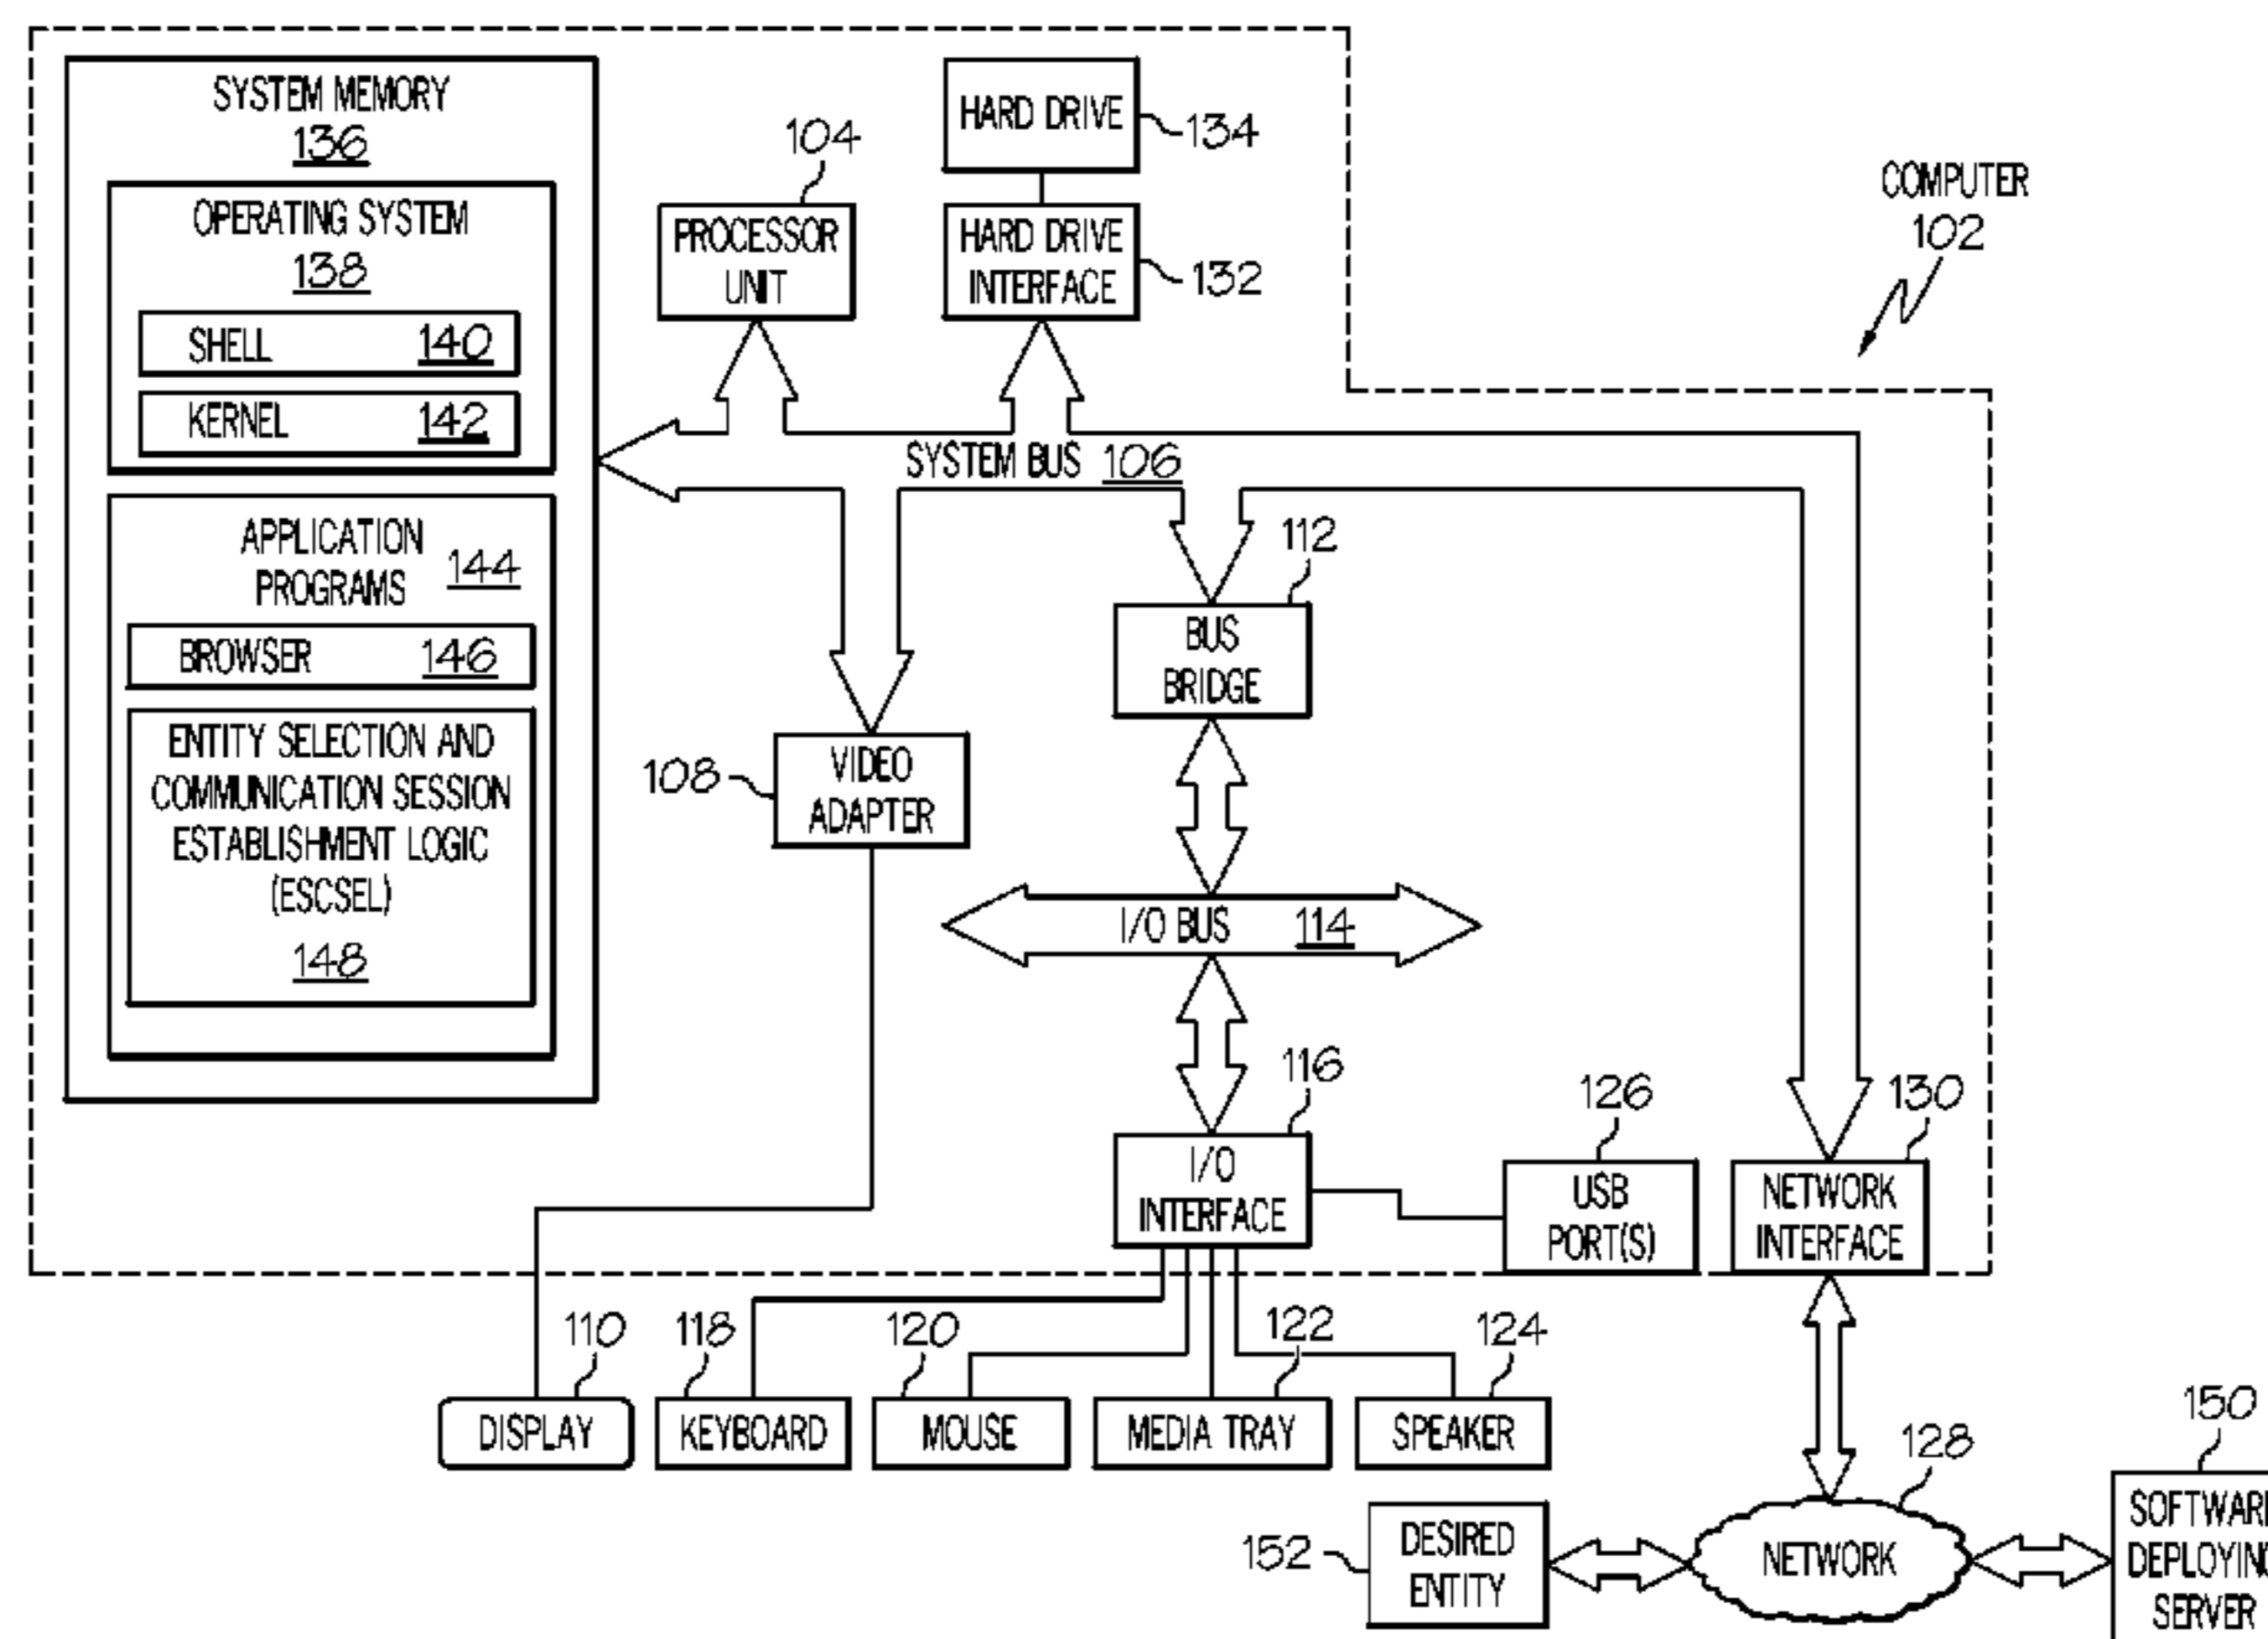 SYSTEM MEMORY
136
OPERATING SYSTEM
138
SHELL 140
KERNEL 142
APPLICATION
PROGRAMS 144
BROWSER 146
ENTITY SELECTION AND
COMMUNICATION SESSION
ESTABLISHMENT LOGIC
(ESCSEL)
148
104
PROCESSOR
UNIT
HARD DRIVE
134
HARD DRIVE
INTERFACE
132
COMPUTER
102
SYSTEM BUS 106
112
BUS
BRIDGE
108
VIDEO
ADAPTER
I/O BUS 114
116
I/O
INTERFACE
126
USB
PORT(S)
130
NETWORK
INTERFACE
110
DISPLAY
118
KEYBOARD
120
MOUSE
122
MEDIA TRAY
124
SPEAKER
152
DESIRED
ENTITY
128
NETWORK
150
DEPLOYING
SERVER